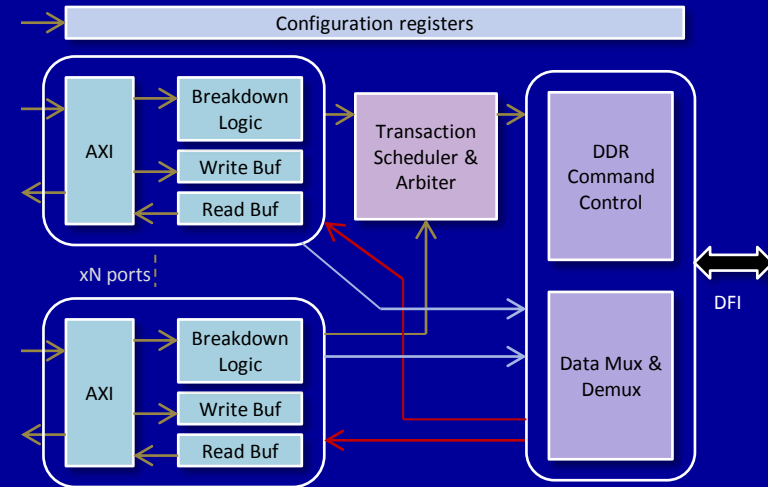 Configuration registers
AXI
Breakdown
Logic
Write Buf
Read Buf
Transaction
Scheduler &
Arbiter
DDR
Command
Control
xN ports
DFI
AXI
Breakdown
Logic
Write Buf
Read Buf
Data Mux &
Demux